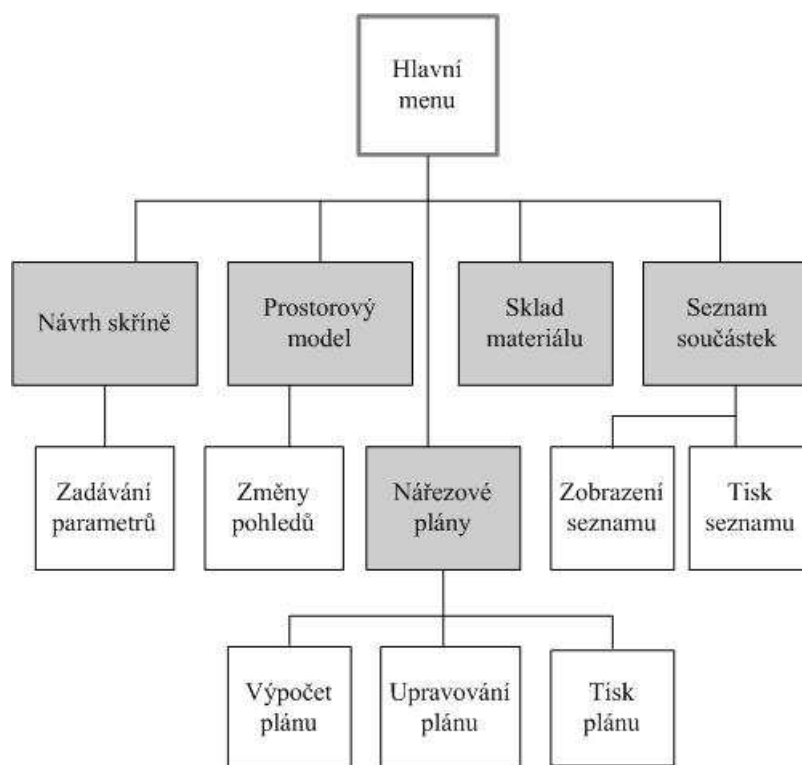 Hlavní
menu
Návrh skříně
Prostorový
model
Sklad
materiálu
Seznam
součástek
Zadávání
parametrů
Změny
pohledů
Nářezové
plány
Zobrazení
seznamu
Tisk
seznamu
Výpočet
plánu
Upravování
plánu
Tisk
plánu